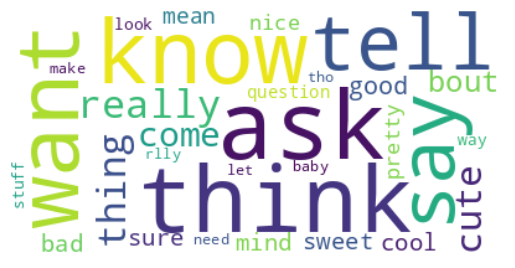 look mean nice
want know tell
make
really question good bout
thing come ask say
stuff rlly tho pretty way
think let baby cute
bad sure need mind sweet cool